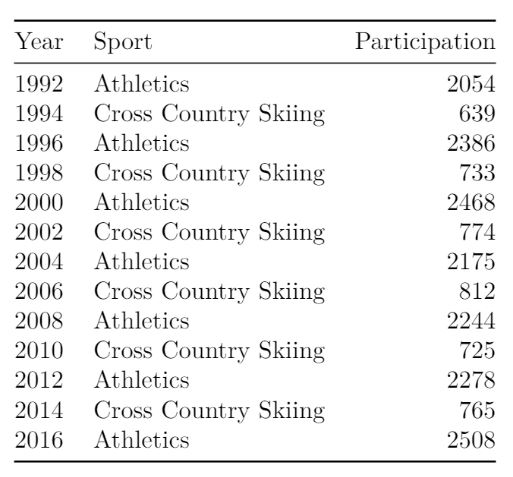 Year Sport Participation
1992 Athletics 2054
1994 Cross Country Skiing 639
1996 Athletics 2386
1998 Cross Country Skiing 733
2000 Athletics 2468
2002 Cross Country Skiing 774
2004 Athletics 2175
2006 Cross Country Skiing 812
2008 Athletics 2244
2010 Cross Country Skiing 725
2012 Athletics 2278
2014 Cross Country Skiing 765
2016 Athletics 2508